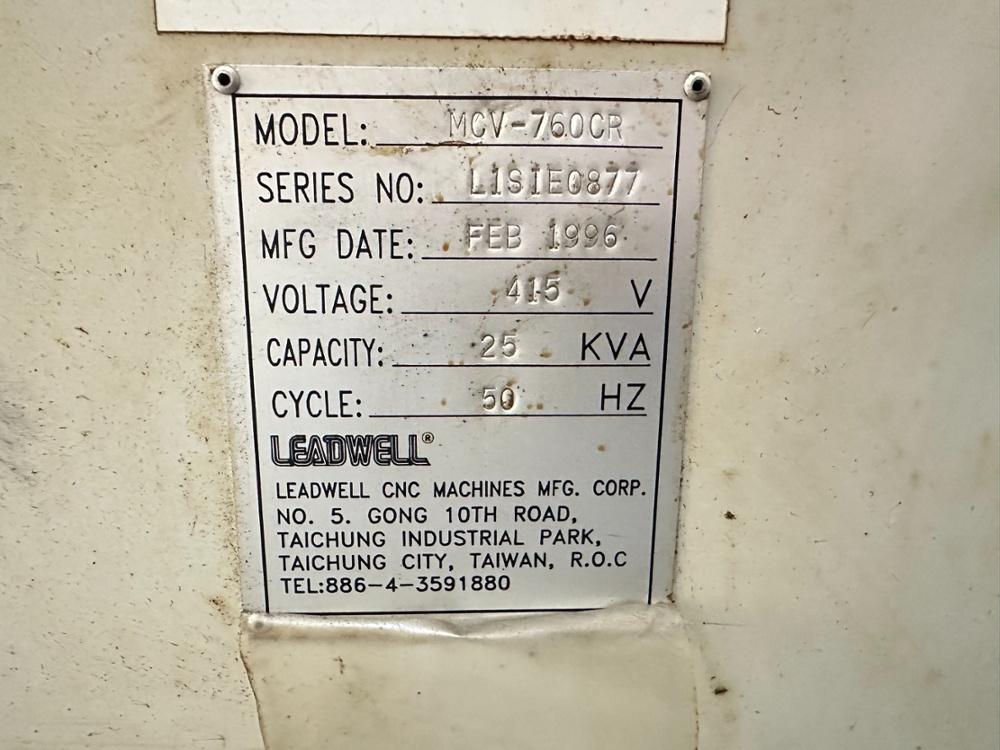 MODEL: MCV-760CR
SERIES NO: L1SIE0877
MFG DATE: FEB 1996
VOLTAGE: 415 V
CAPACITY: 25 KVA
CYCLE: 50 HZ
LEADWELL®
LEADWELL CNC MACHINES MFG. CORP.
NO. 5. GONG 10TH ROAD,
TAICHUNG INDUSTRIAL PARK,
TAICHUNG CITY, TAIWAN, R.O.C
TEL:886-4-3591880